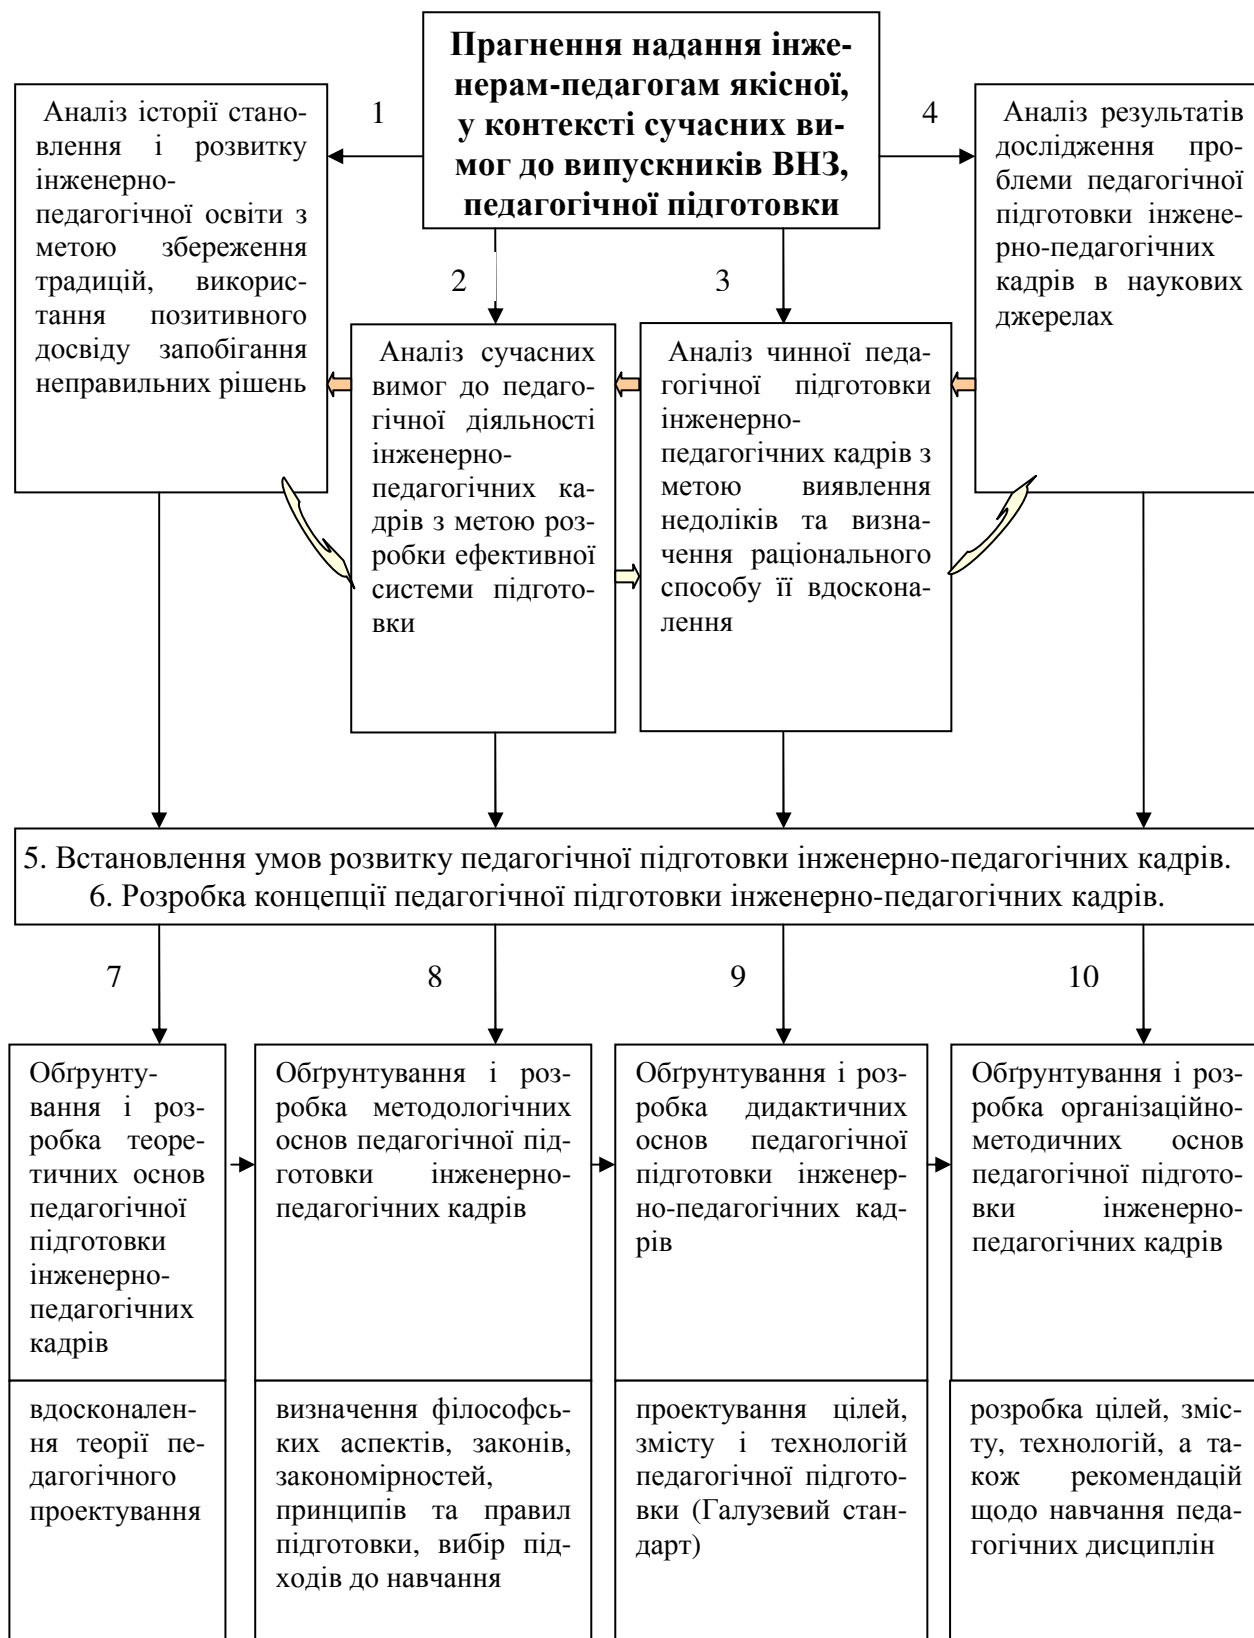 Прагнення надання інже-
нерам-педагогам якісної,
у контексті сучасних ви-
мог до випускників ВНЗ,
педагогічної підготовки
1
4
Аналіз історії стано-
влення і розвитку
інженерно-
педагогічної освіти з
метою збереження
традицій, викорис-
тання позитивного
досвіду запобігання
неправильних рішень
2
Аналіз сучасних
вимог до педаго-
гічної діяльності
інженерно-
педагогічних ка-
дрів з метою роз-
робки ефективної
системи підгото-
вки
3
Аналіз чинної педа-
гогічної підготовки
інженерно-
педагогічних кадрів з
метою виявлення
недоліків та визна-
чення раціонального
способу її вдоскона-
лення
Аналіз результатів
дослідження про-
блеми педагогічної
підготовки інжене-
рно-педагогічних
кадрів в наукових
джерелах
5. Встановлення умов розвитку педагогічної підготовки інженерно-педагогічних кадрів.
6. Розробка концепції педагогічної підготовки інженерно-педагогічних кадрів.
7
8
9
10
Обґрунту-
вання і роз-
робка теоре-
тичних основ
педагогічної
підготовки
інженерно-
педагогічних
кадрів
Обґрунтування і роз-
робка методологічних
основ педагогічної під-
готовки інженерно-
педагогічних кадрів
Обґрунтування і роз-
робка дидактичних
основ педагогічної
підготовки інженер-
но-педагогічних кад-
рів
Обґрунтування і роз-
робка організаційно-
методичних основ
педагогічної підгото-
вки інженерно-
педагогічних кадрів
вдосконален-
ня теорії пе-
дагогічного
проектування
визначення філософсь-
ких аспектів, законів,
закономірностей,
принципів та правил
підготовки, вибір під-
ходів до навчання
проектування цілей,
змісту і технологій
педагогічної підгото-
вки (Галузевий стан-
дарт)
розробка цілей, зміс-
ту, технологій, а та-
кож рекомендацій
щодо навчання педа-
гогічних дисциплін